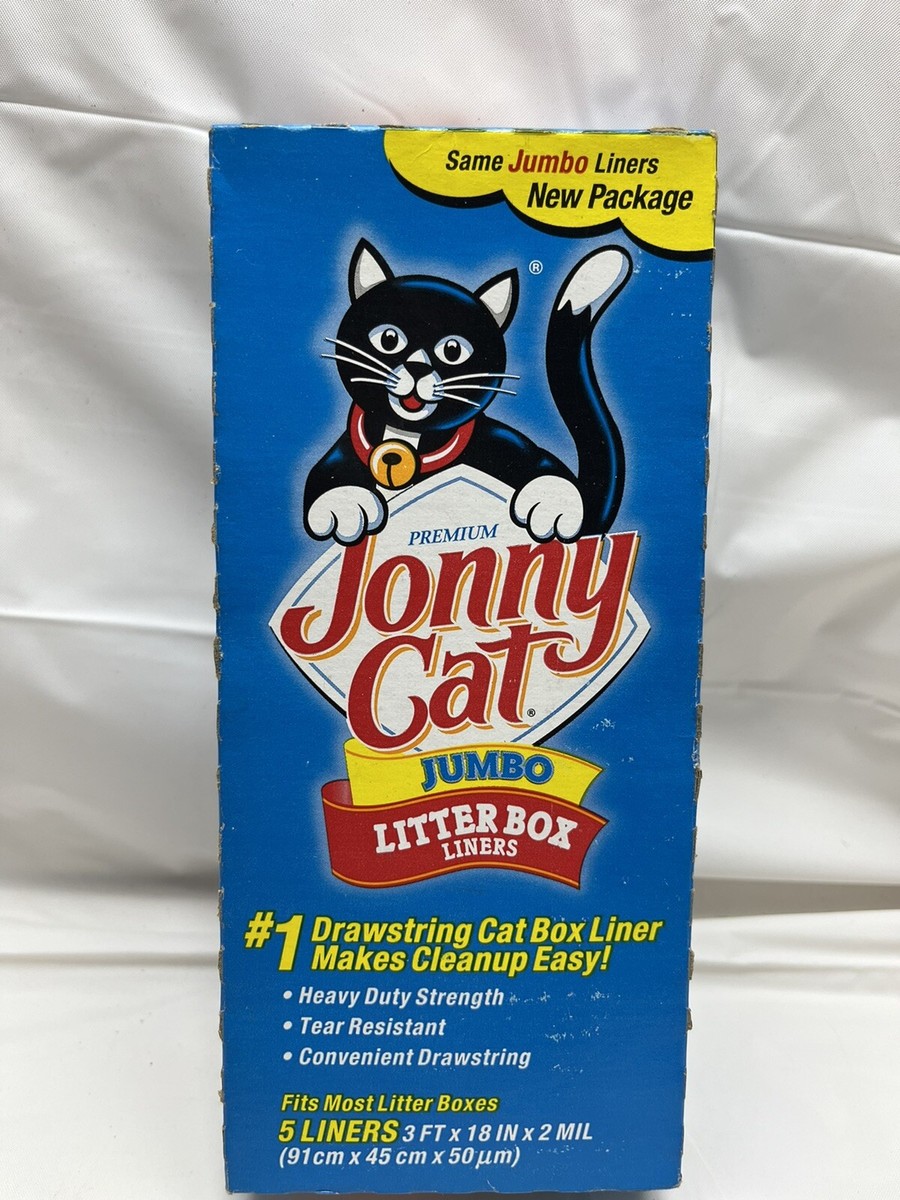 Same Jumbo Liners
New Package
®
PREMIUM
Jonny
Cat®
JUMBO
LITTER BOX
LINERS
#1 Drawstring Cat Box Liner
Makes Cleanup Easy!
• Heavy Duty Strength
• Tear Resistant
• Convenient Drawstring
Fits Most Litter Boxes
5 LINERS 3 FT x 18 IN x 2 MIL
(91cm x 45 cm x 50µm)